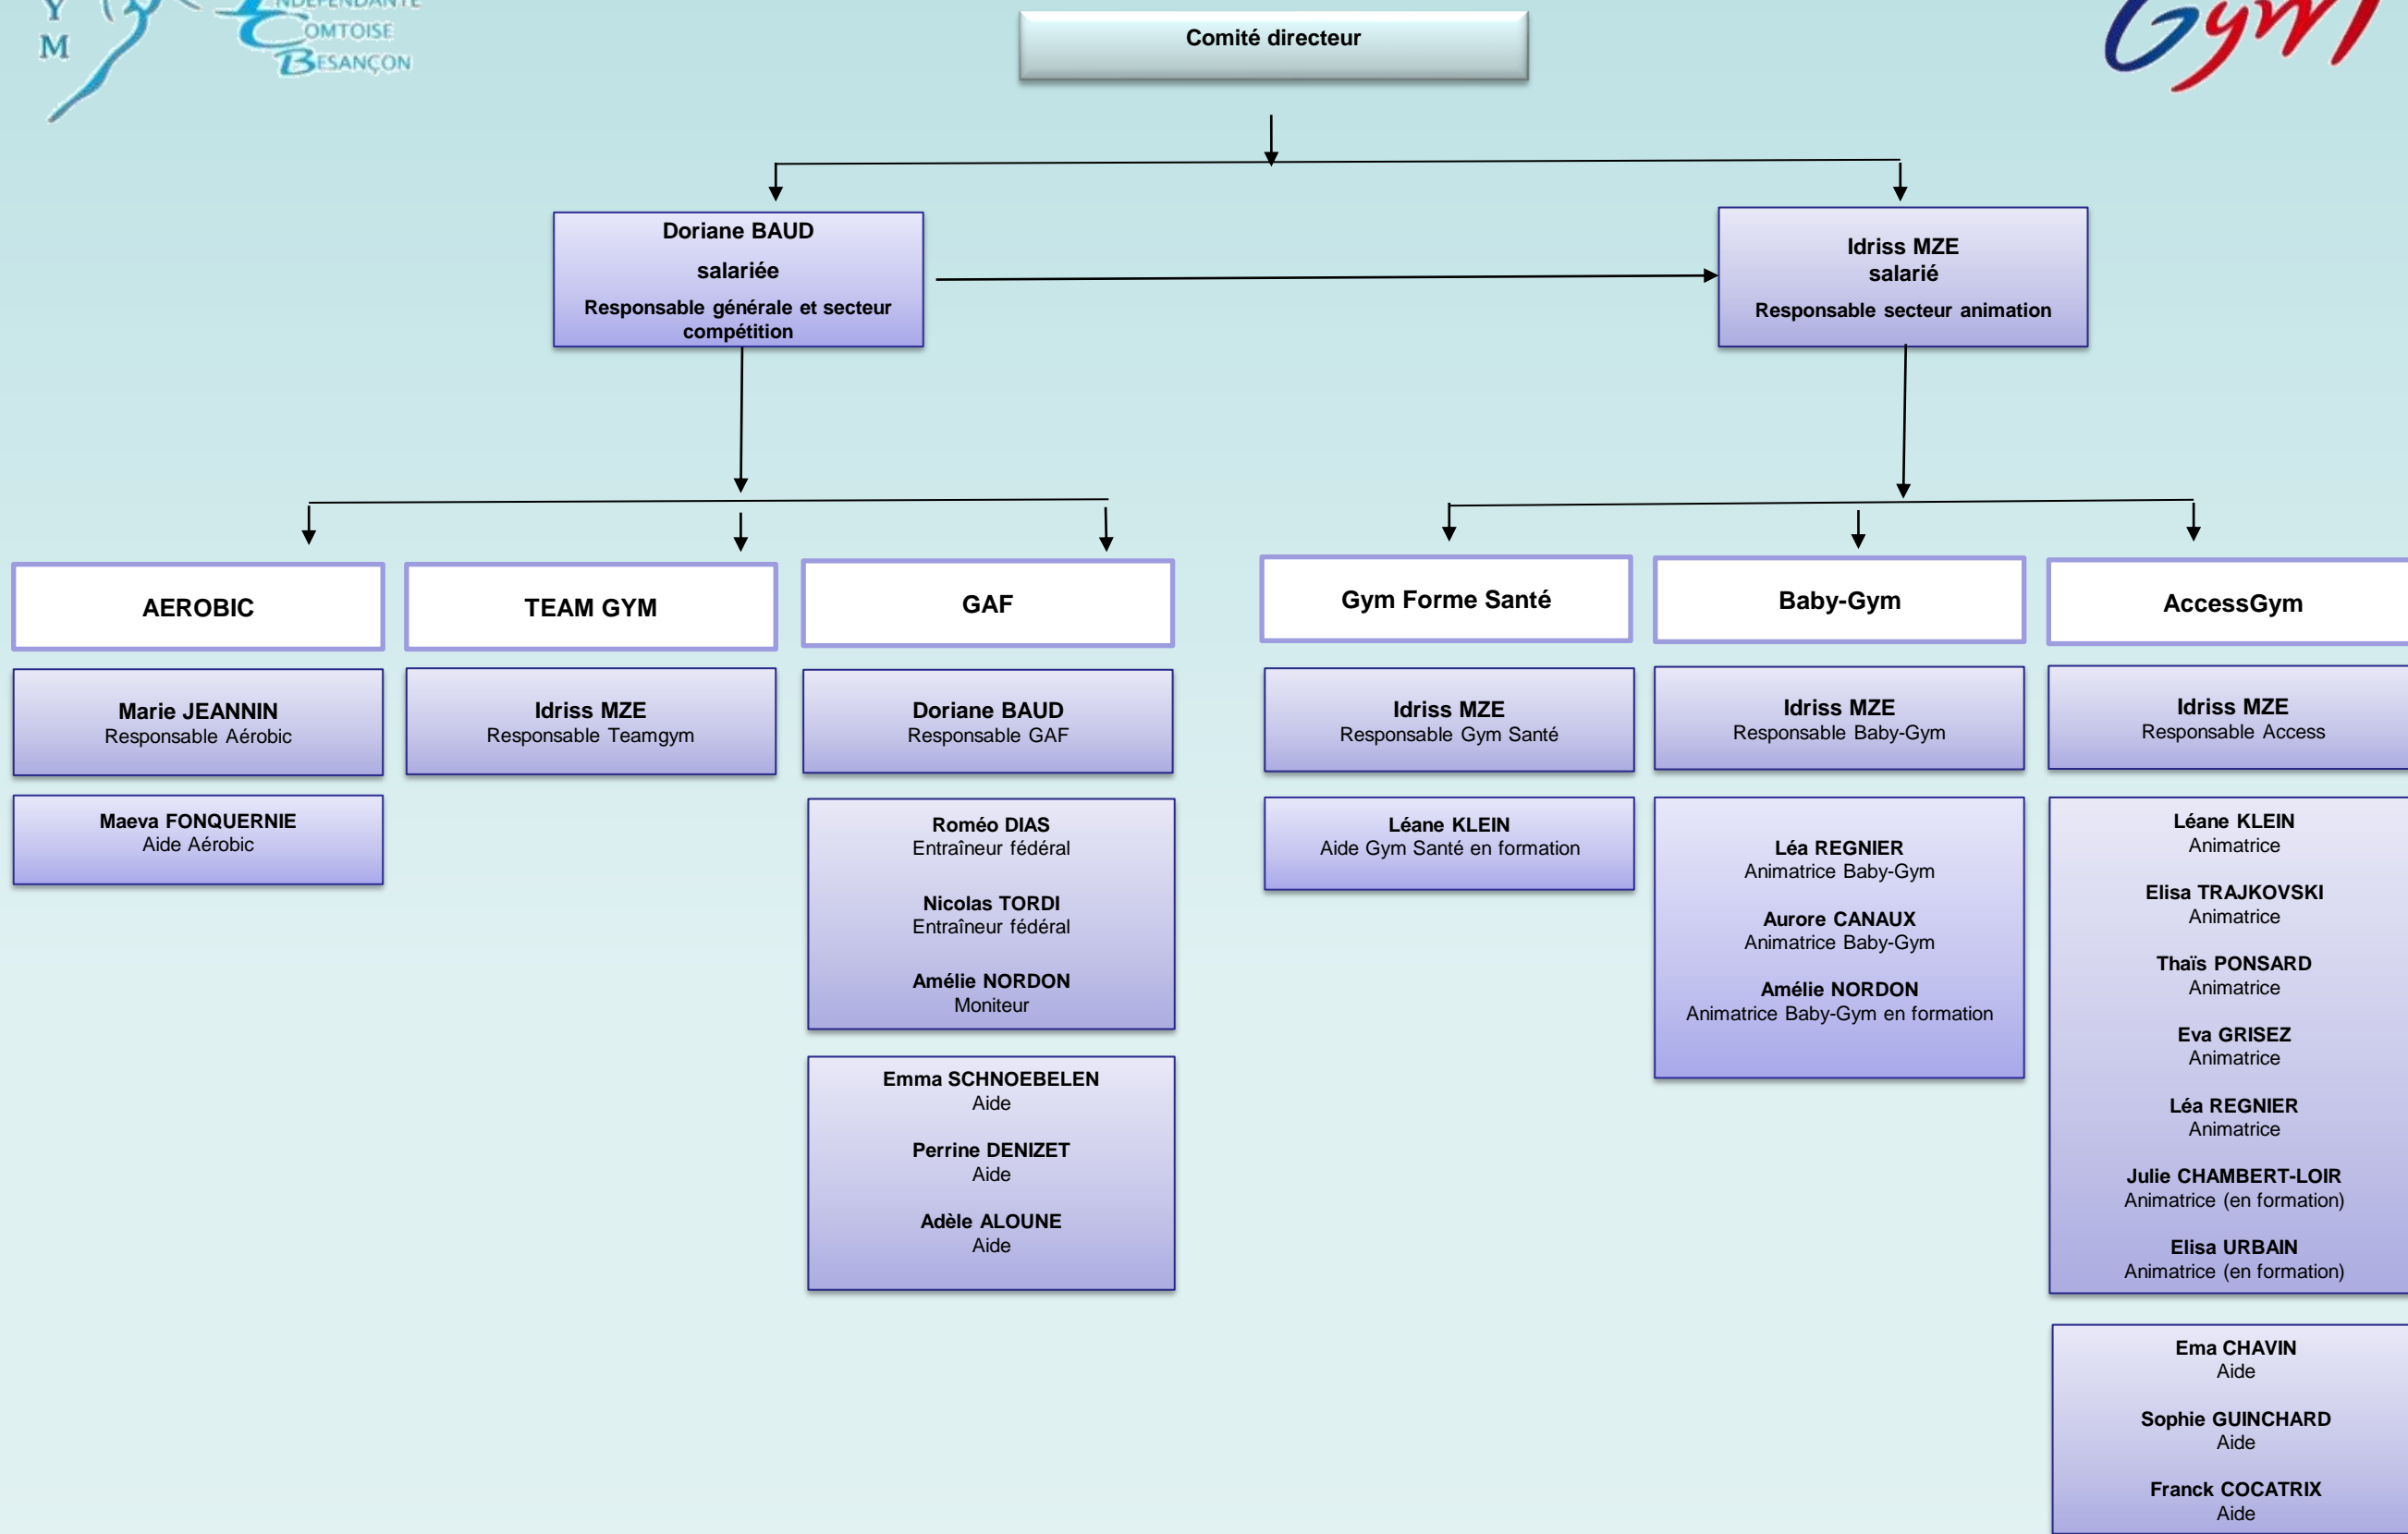 Y
M
INDEPENDANTE
COMTOISE
BESANÇON
Gym
Comité directeur
Doriane BAUD
salariée
Responsable générale et secteur
compétition
Idriss MZE
salarié
Responsable secteur animation
AEROBIC
TEAM GYM
GAF
Gym Forme Santé
Baby-Gym
AccessGym
Marie JEANNIN
Responsable Aérobic
Idriss MZE
Responsable Teamgym
Doriane BAUD
Responsable GAF
Idriss MZE
Responsable Gym Santé
Idriss MZE
Responsable Baby-Gym
Idriss MZE
Responsable Access
Maeva FONQUERNIE
Aide Aérobic
Roméo DIAS
Entraîneur fédéral
Nicolas TORDI
Entraîneur fédéral
Amélie NORDON
Moniteur
Emma SCHNOEBELEN
Aide
Perrine DENIZET
Aide
Adèle ALOUNE
Aide
Léane KLEIN
Aide Gym Santé en formation
Léa REGNIER
Animatrice Baby-Gym
Aurore CANAUX
Animatrice Baby-Gym
Amélie NORDON
Animatrice Baby-Gym en formation
Léane KLEIN
Animatrice
Elisa TRAJKOVSKI
Animatrice
Thaïs PONSARD
Animatrice
Eva GRISEZ
Animatrice
Léa REGNIER
Animatrice
Julie CHAMBERT-LOIR
Animatrice (en formation)
Elisa URBAIN
Animatrice (en formation)
Ema CHAVIN
Aide
Sophie GUINCHARD
Aide
Franck COCATRIX
Aide